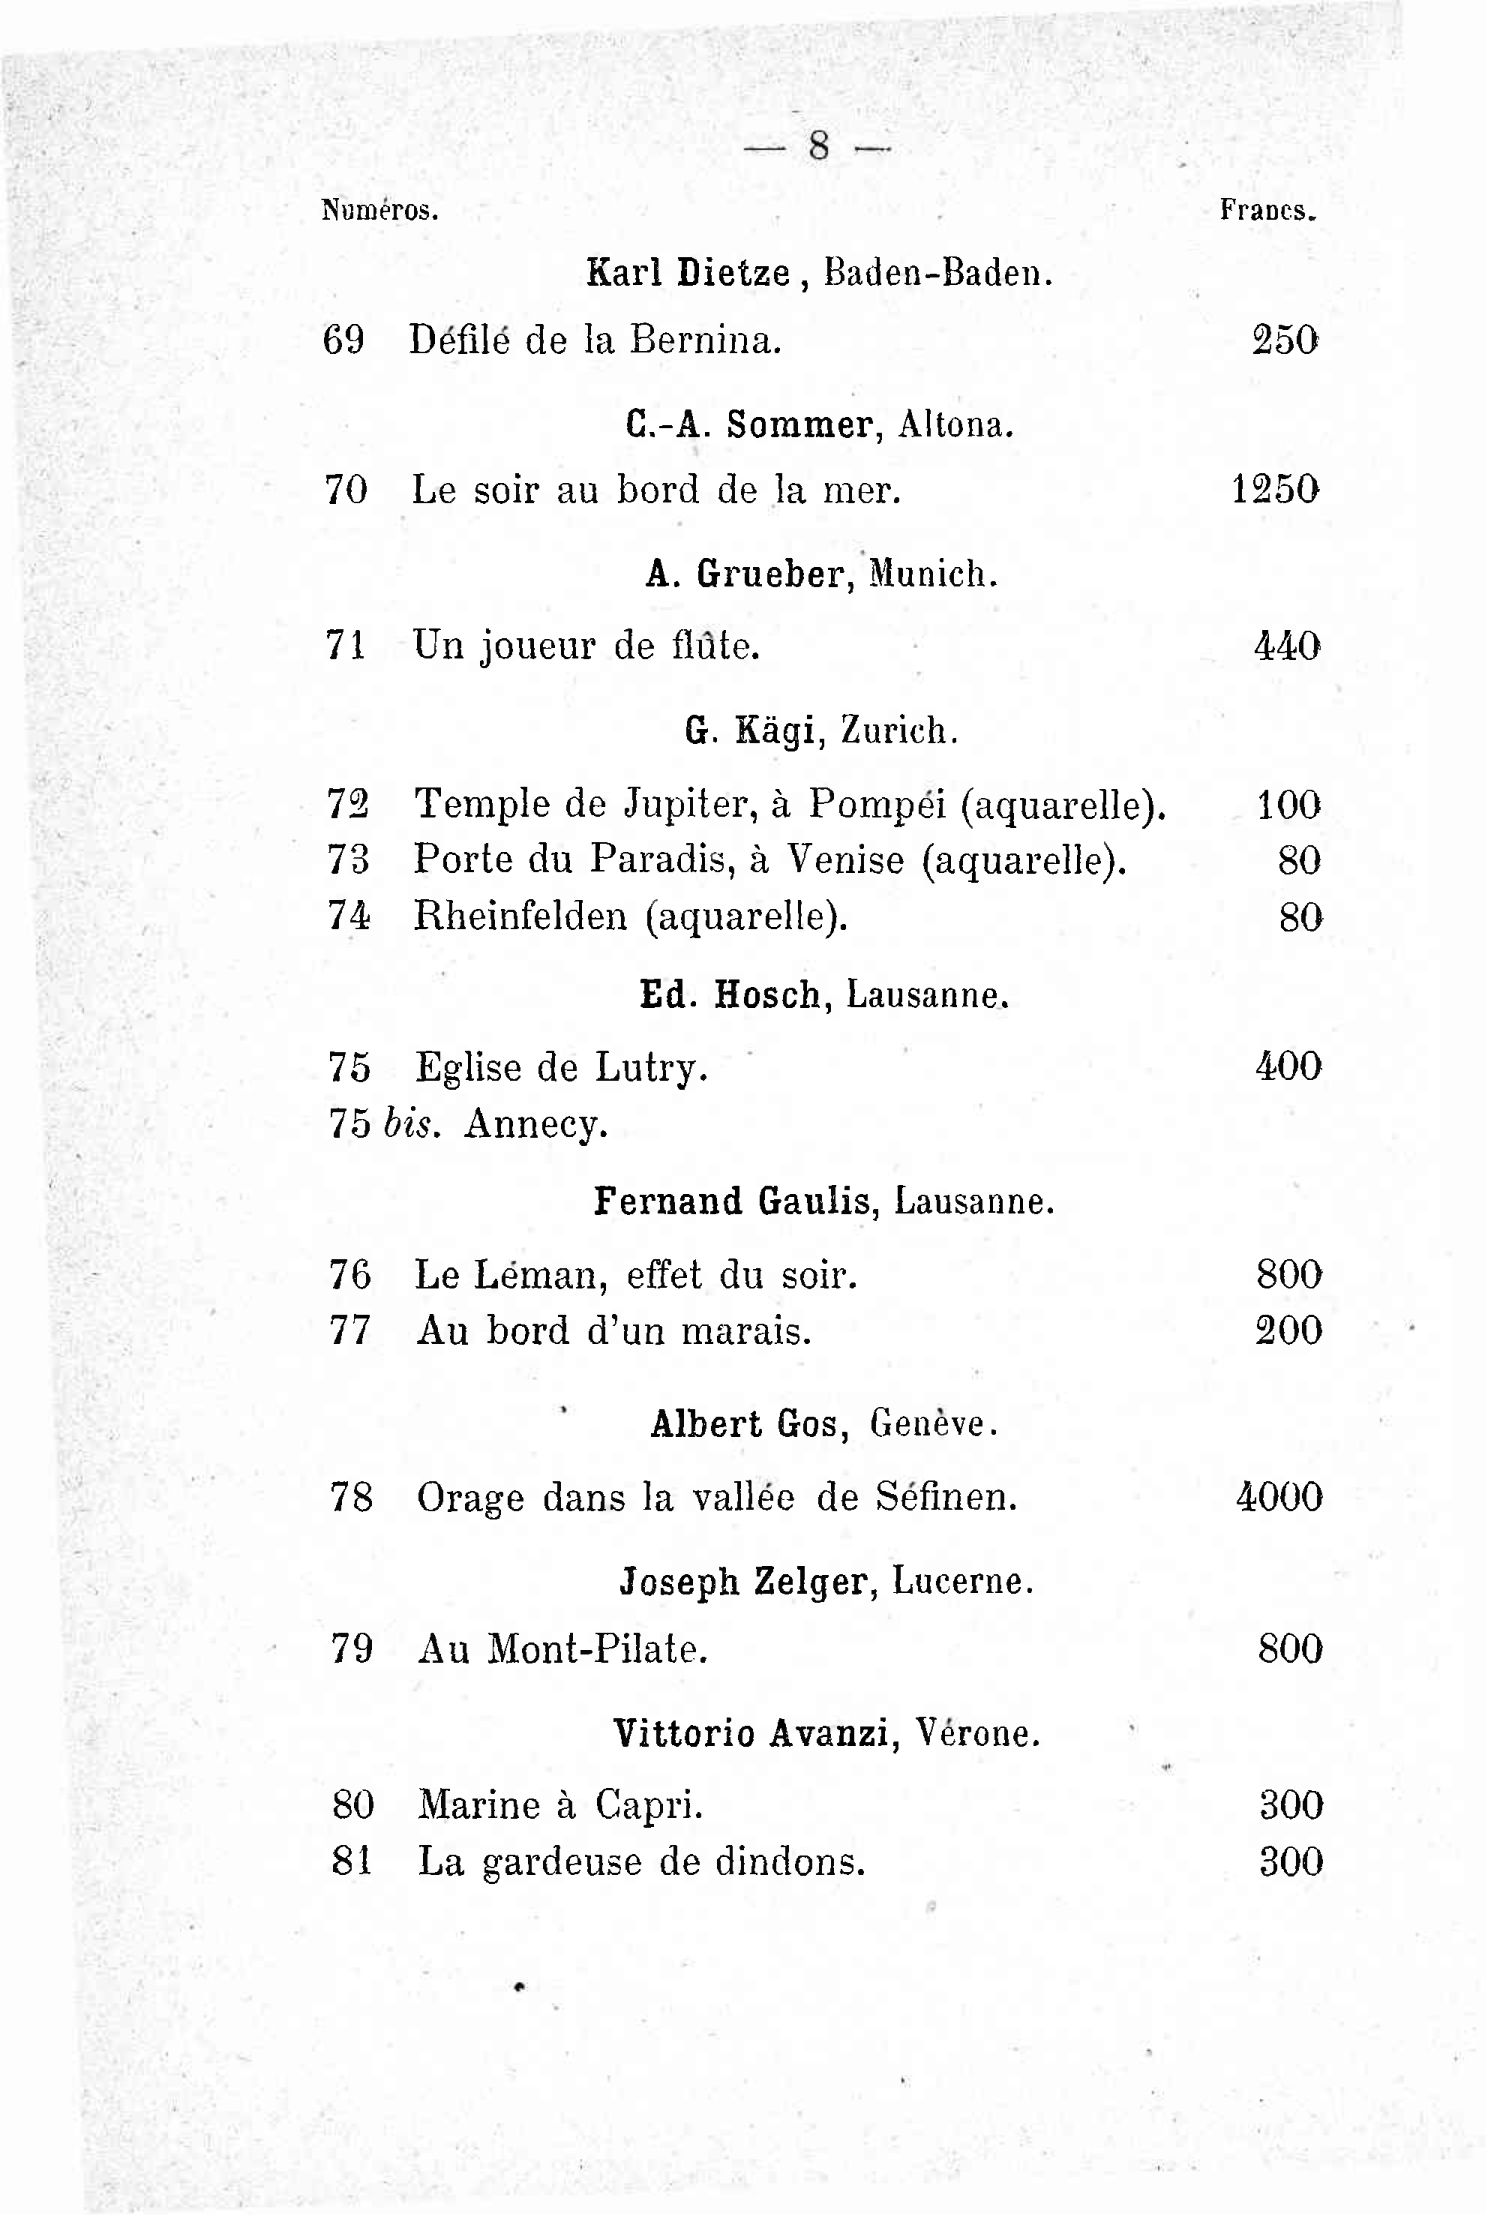 — 8 —
Numéros. Francs.
Karl Dietze, Baden-Baden.
69 Défilé de la Bernina. 250
C.-A. Sommer, Altona.
70 Le soir au bord de la mer. 1250
A. Grueber, Munich.
71 Un joueur de flûte. 440
G. Kägi, Zurich.
72 Temple de Jupiter, à Pompéi (aquarelle). 100
73 Porte du Paradis, à Venise (aquarelle). 80
74 Rheinfelden (aquarelle). 80
Ed. Hosch, Lausanne.
75 Eglise de Lutry. 400
75 bis. Annecy.
Fernand Gaulis, Lausanne.
76 Le Léman, effet du soir. 800
77 Au bord d'un marais. 200
Albert Gos, Genève.
78 Orage dans la vallée de Séfinen. 4000
Joseph Zelger, Lucerne.
79 Au Mont-Pilate. 800
Vittorio Avanzi, Vérone.
80 Marine à Capri. 300
81 La gardeuse de dindons. 300